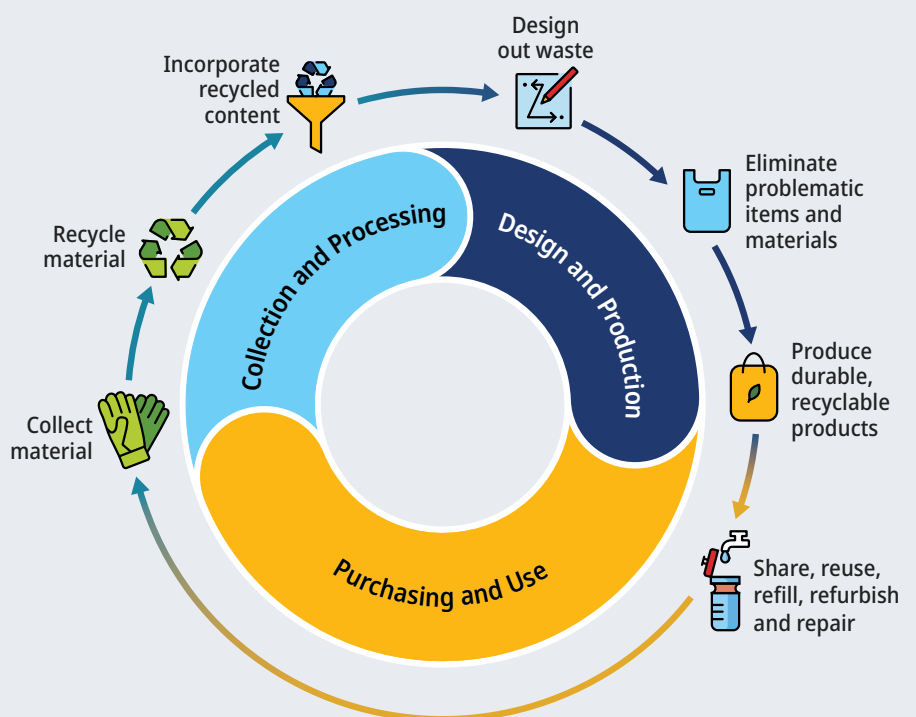 Design
out waste
Incorporate
recycled
content
Eliminate
problematic
items and
materials
Recycle
material
Collection and Processing
Design and Production
Produce
durable,
recyclable
products
Collect
material
Purchasing and Use
Share, reuse,
refill, refurbish
and repair